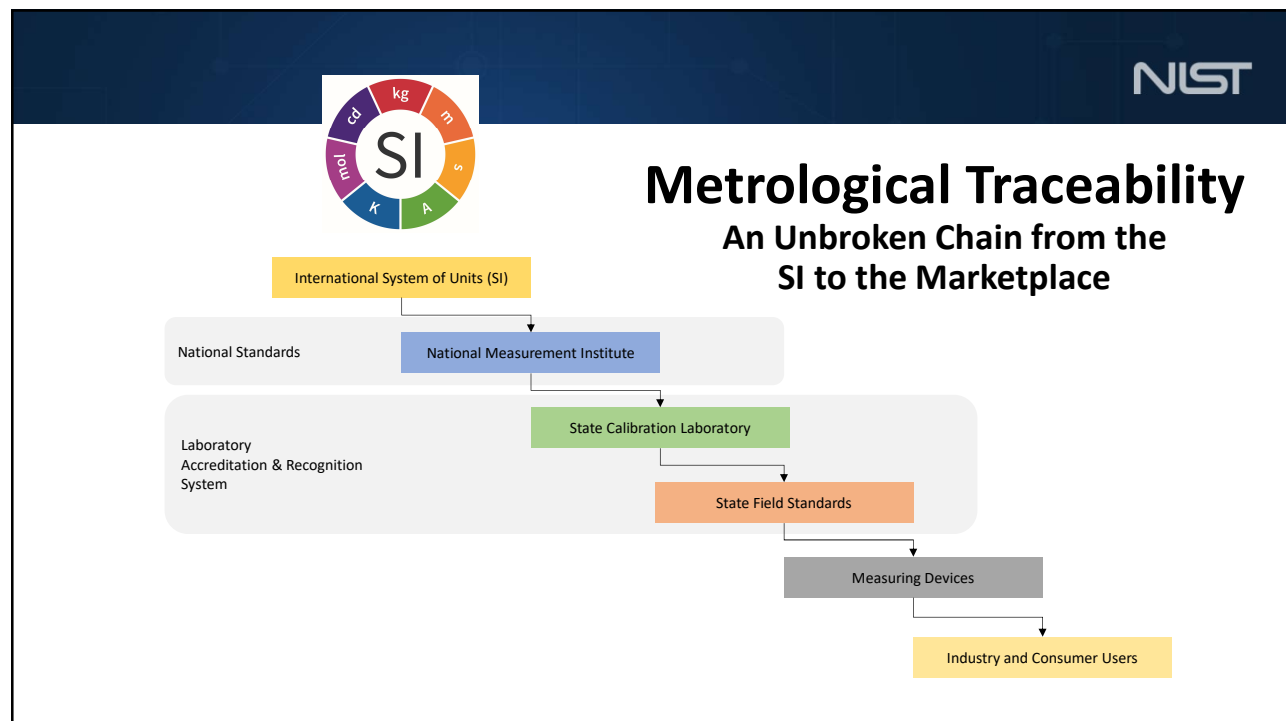 NIST
kg
m
s
A
K
mol
cd
SI
Metrological Traceability
An Unbroken Chain from the
SI to the Marketplace
International System of Units (SI)
National Standards
National Measurement Institute
State Calibration Laboratory
Laboratory
Accreditation & Recognition
System
State Field Standards
Measuring Devices
Industry and Consumer Users